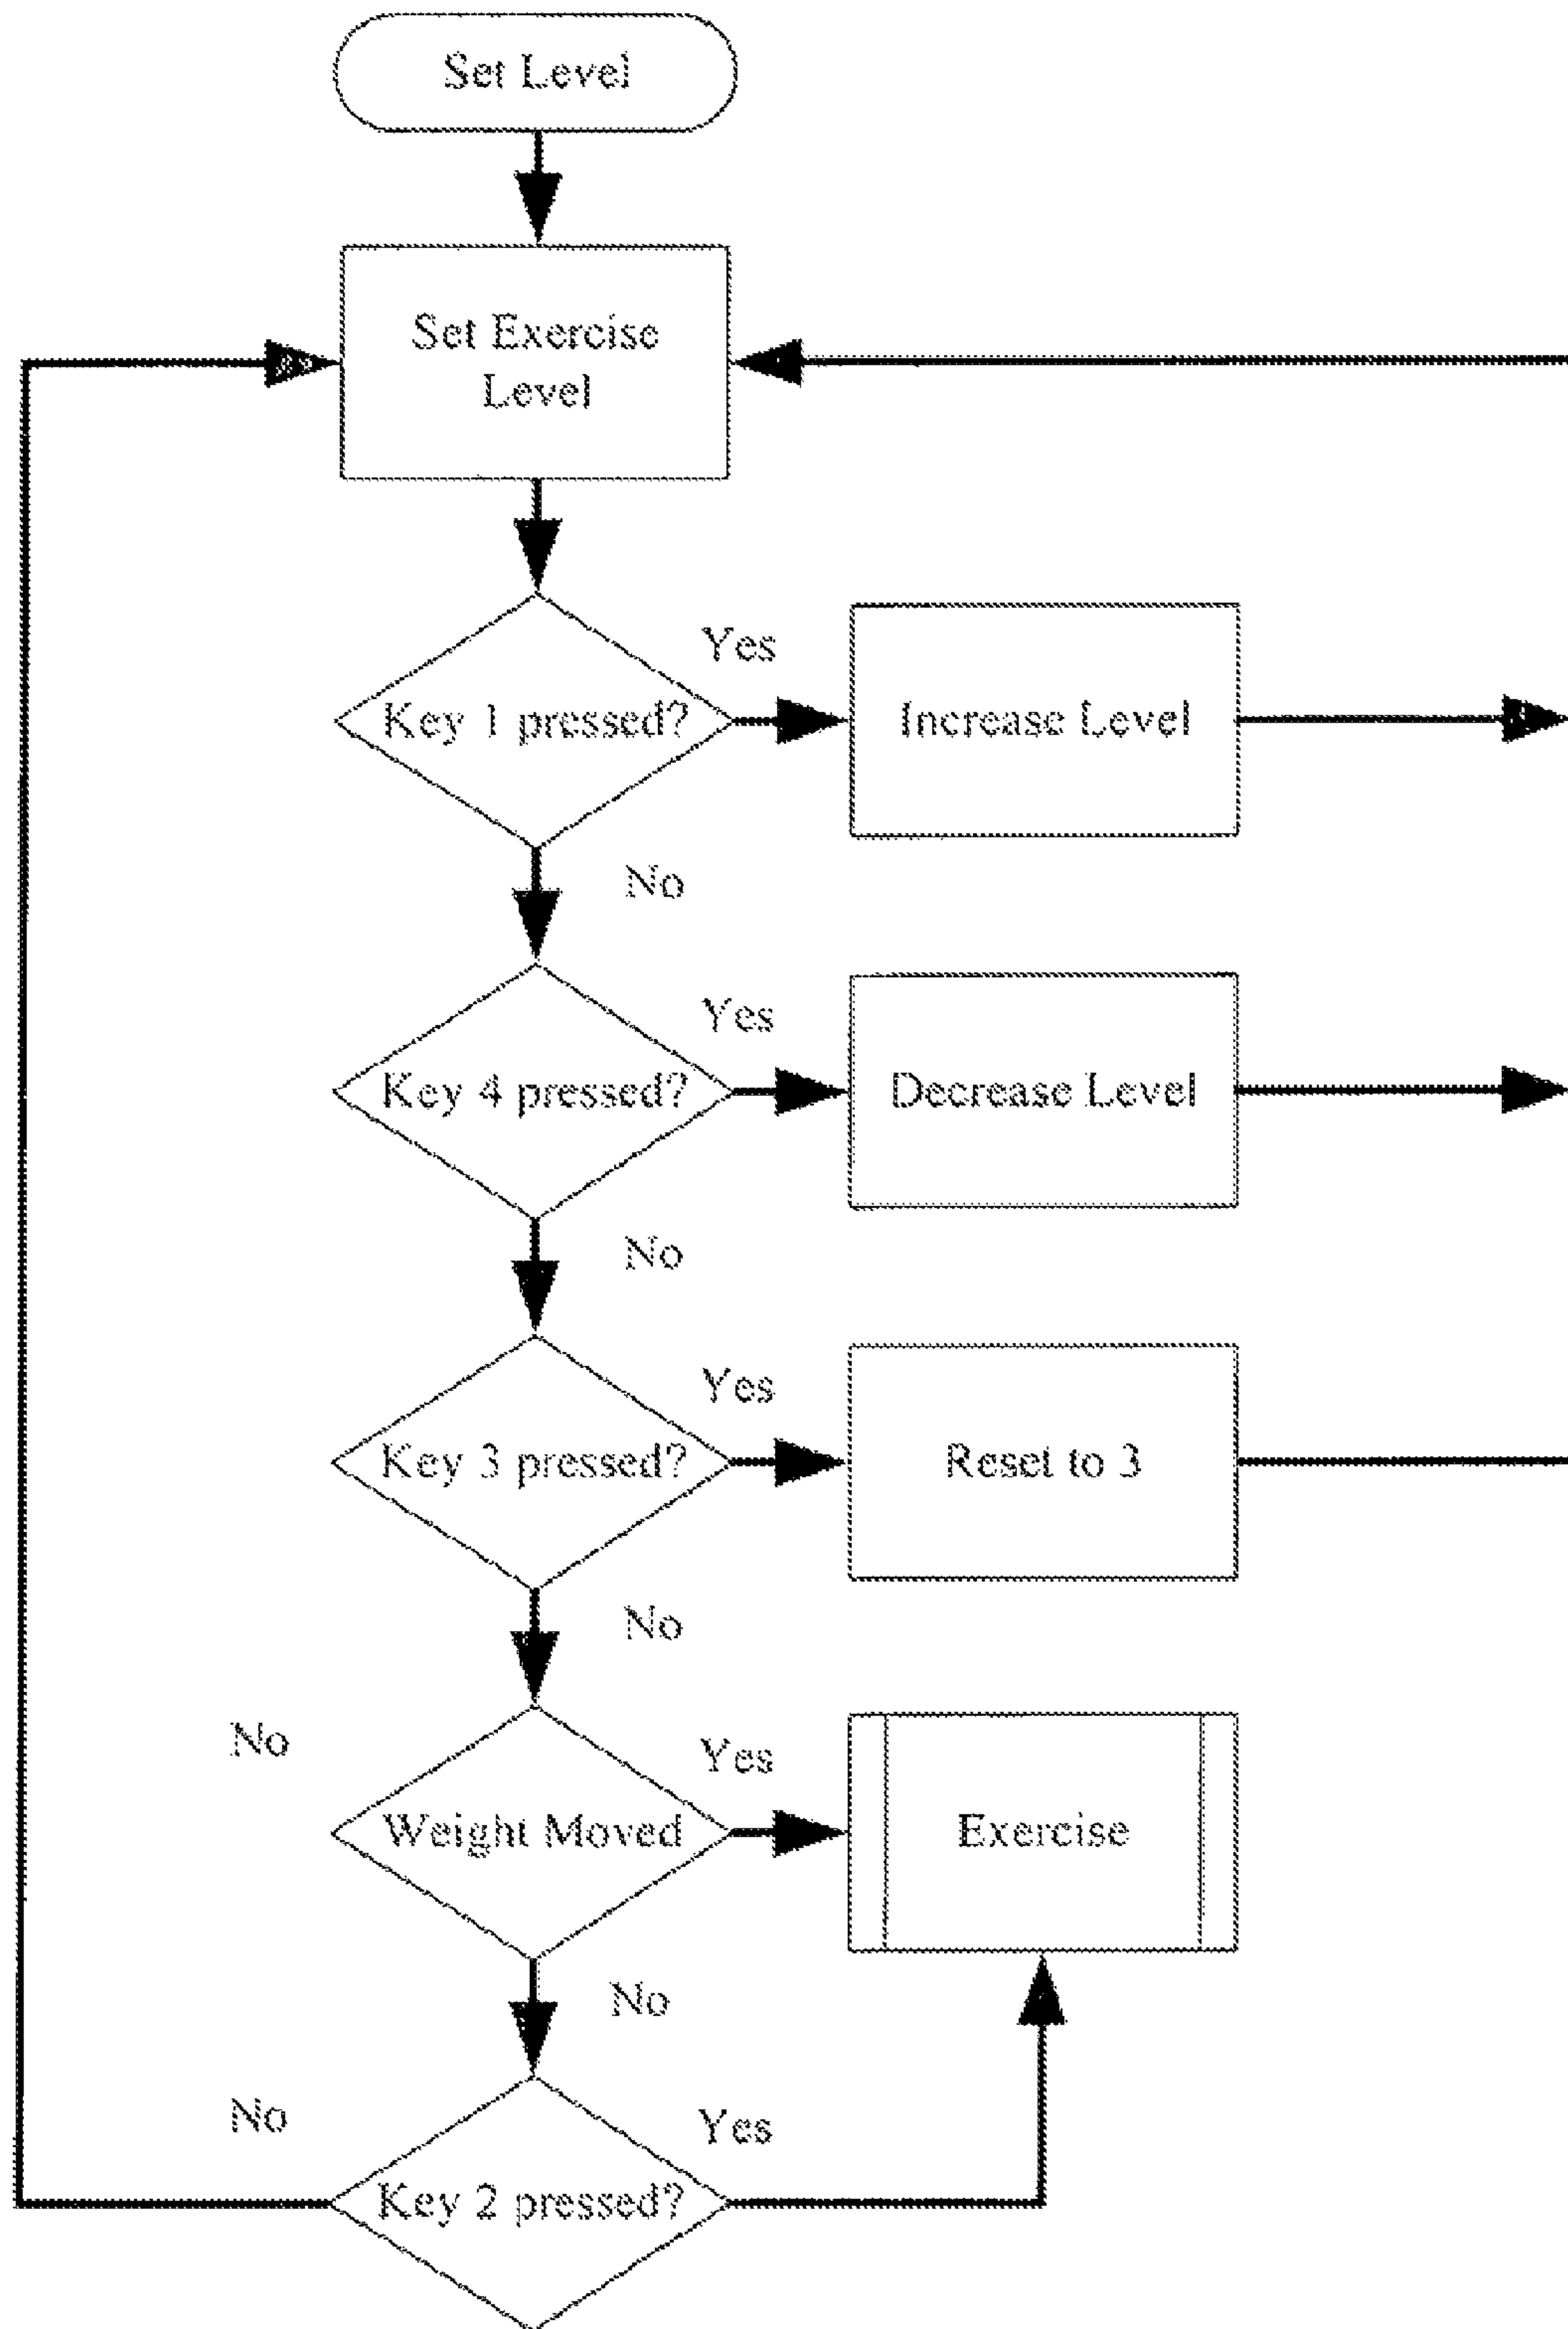 Set Level
Set Exercise
Level
Yes
Key 1 pressed?
Increase Level
No
Yes
Key 4 pressed?
Decrease Level
No
Yes
Key 3 pressed?
Reset to 3
No
No
Yes
Weight Moved
Exercise
No
No
Yes
Key 2 pressed?